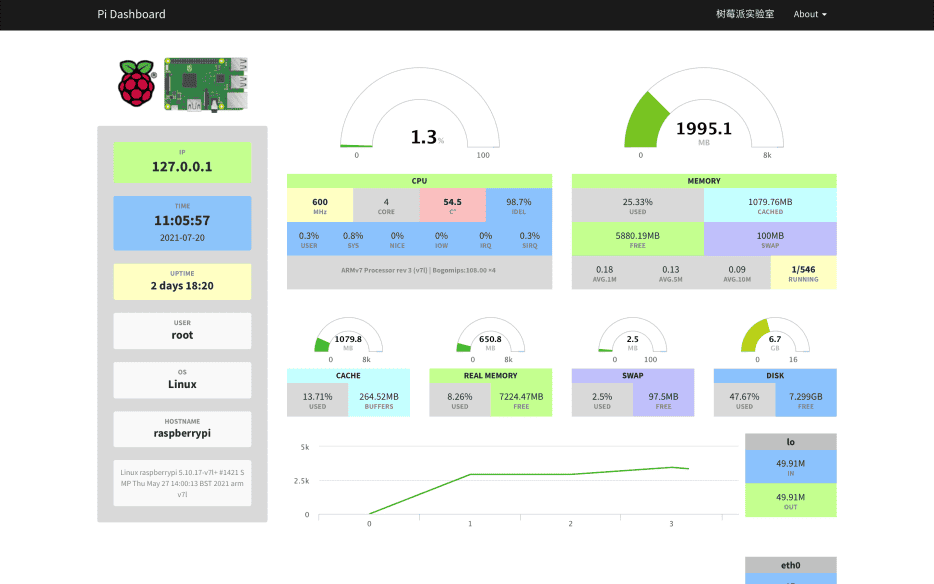 Pi Dashboard
树莓派实验室
About
IP
127.0.0.1
TIME
11:05:57
2021-07-20
UPTIME
2 days 18:20
USER
root
OS
Linux
HOSTNAME
raspberrypi
Linux raspberrypi 5.10.17-v7l+ #1421 S
MP Thu May 27 14:00:13 BST 2021 arm
v7l
1.3%
0 100
CPU
600 4 54.5 98.7%
MHz CORE C° IDEL
0.3% 0.8% 0% 0% 0% 0.3%
USER SYS NICE IOW IRQ SIRQ
ARMv7 Processor rev 3 (v7l) | Bogomips:108.00 ×4
1995.1
MB
0 8k
MEMORY
25.33% 1079.76MB
USED CACHED
5880.19MB 100MB
FREE SWAP
0.18 0.13 0.09 1/546
AVG.1M AVG.5M AVG.10M RUNNING
1079.8
MB
0 8k
CACHE
13.71% 264.52MB
USED BUFFERS
650.8
MB
0 8k
REAL MEMORY
8.26% 7224.47MB
USED FREE
2.5
MB
0 100
SWAP
2.5% 97.5MB
USED FREE
6.7
GB
0 16
DISK
47.67% 7.299GB
USED FREE
5k
2.5k
0
0 1 2 3
lo
49.91M
IN
49.91M
OUT
eth0